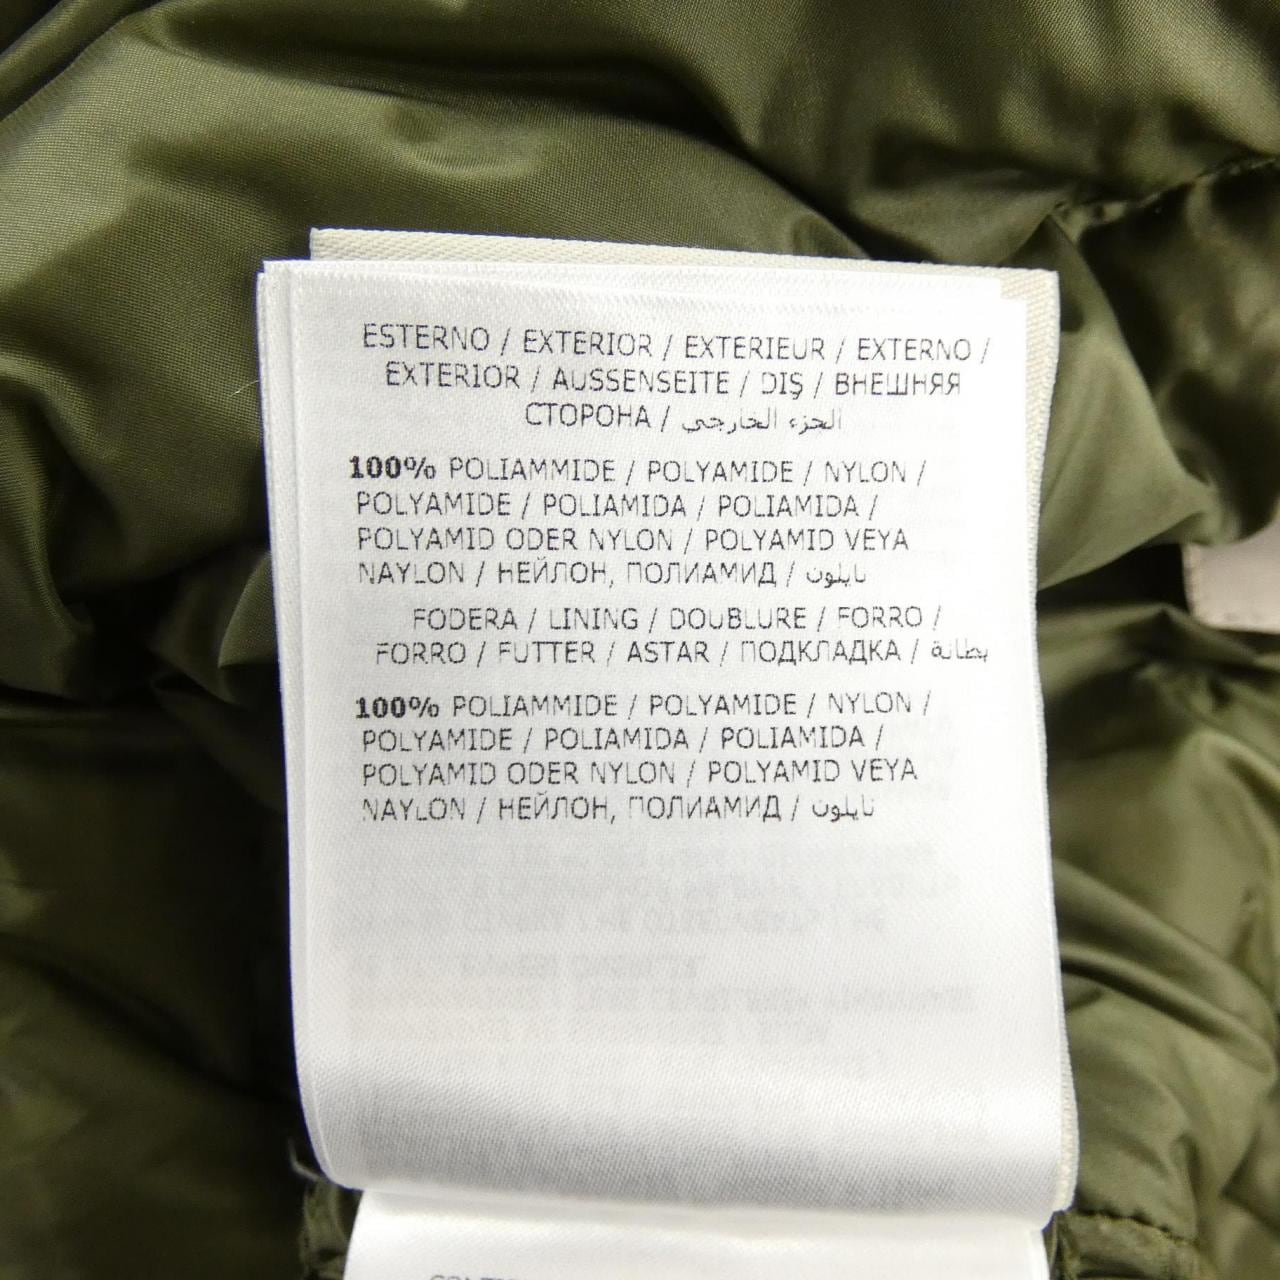 ESTERNO / EXTERIOR / EXTERIEUR / EXTERNO /
EXTERIOR / AUSSENSEITE / DIŞ / ВНЕШНЯЯ
СТОРОНА / الجزء الخارجي
100% POLIAMMIDE / POLYAMIDE / NYLON /
POLYAMIDE / POLIAMIDA / POLIAMIDA /
POLYAMID ODER NYLON / POLYAMID VEYA
NAYLON / НЕЙЛОН, ПОЛИАМИД / نايلون
FODERA / LINING / DOUBLURE / FORRO /
FORRO / FUTTER / ASTAR / ПОДКЛАДКА / بطانة
100% POLIAMMIDE / POLYAMIDE / NYLON /
POLYAMIDE / POLIAMIDA / POLIAMIDA /
POLYAMID ODER NYLON / POLYAMID VEYA
NAYLON / НЕЙЛОН, ПОЛИАМИД / نايلون